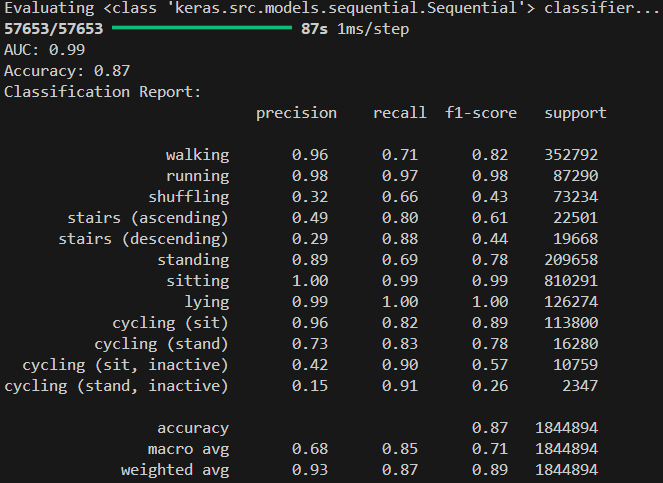 Evaluating <class 'keras.src.models.sequential.Sequential'> classifier...
57653/57653 87s 1ms/step
AUC: 0.99
Accuracy: 0.87
Classification Report:
precision recall f1-score support
walking 0.96 0.71 0.82 352792
running 0.98 0.97 0.98 87290
shuffling 0.32 0.66 0.43 73234
stairs (ascending) 0.49 0.80 0.61 22501
stairs (descending) 0.29 0.88 0.44 19668
standing 0.89 0.69 0.78 209658
sitting 1.00 0.99 0.99 810291
lying 0.99 1.00 1.00 126274
cycling (sit) 0.96 0.82 0.89 113800
cycling (stand) 0.73 0.83 0.78 16280
cycling (sit, inactive) 0.42 0.90 0.57 10759
cycling (stand, inactive) 0.15 0.91 0.26 2347
accuracy 0.87 1844894
macro avg 0.68 0.85 0.71 1844894
weighted avg 0.93 0.87 0.89 1844894